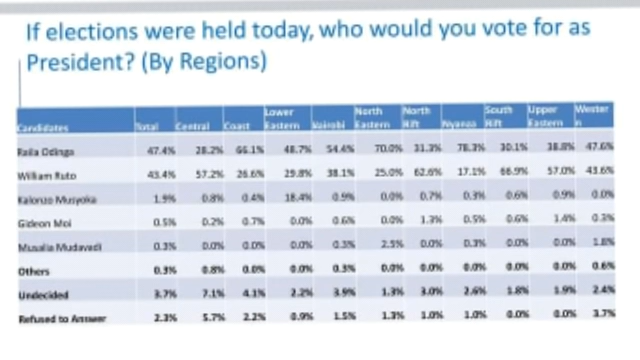 If elections were held today, who would you vote for as
President? (By Regions)
Candidates Total Central Coast Lower Eastern Nairobi North Eastern North Rift Nyanza South Rift Upper Eastern Western
Raila Odinga 47.4% 28.2% 66.1% 48.7% 54.4% 70.0% 31.3% 78.3% 30.1% 38.8% 47.6%
William Ruto 43.4% 57.2% 26.6% 29.8% 38.1% 25.0% 62.6% 17.1% 66.9% 57.0% 43.6%
Kalonzo Musyoka 1.9% 0.8% 0.4% 18.4% 0.9% 0.0% 0.7% 0.3% 0.6% 0.9% 0.0%
Gideon Moi 0.5% 0.2% 0.7% 0.0% 0.6% 0.0% 1.3% 0.5% 0.6% 1.4% 0.3%
Musalia Mudavadi 0.3% 0.0% 0.0% 0.0% 0.3% 2.5% 0.0% 0.3% 0.0% 0.0% 1.8%
Others 0.3% 0.8% 0.0% 0.0% 0.3% 0.0% 0.0% 0.0% 0.0% 0.0% 0.6%
Undecided 3.7% 7.1% 4.1% 2.2% 3.9% 1.3% 3.0% 2.6% 1.8% 1.9% 2.4%
Refused to Answer 2.3% 5.7% 2.2% 0.9% 1.5% 1.3% 1.0% 1.0% 0.0% 0.0% 3.7%